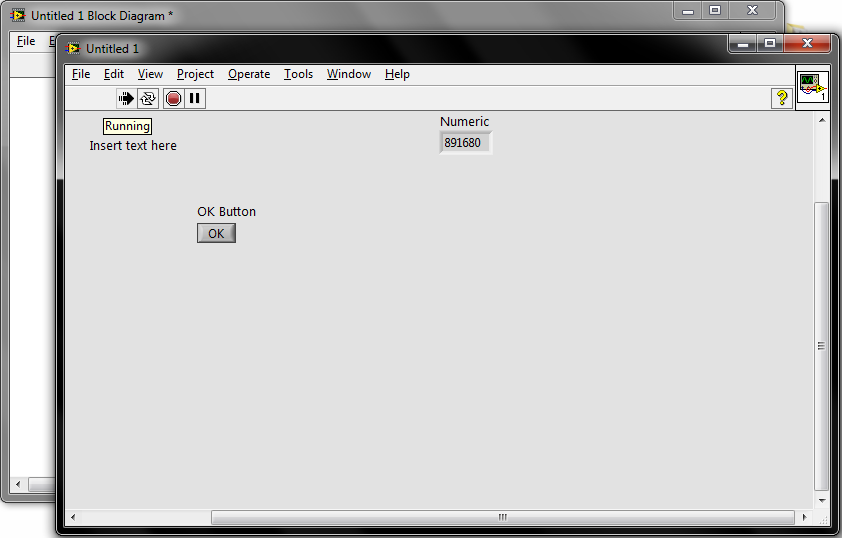 Untitled 1 Block Diagram *
File
Untitled 1
File Edit View Project Operate Tools Window Help
?
1
Running
Insert text here
Numeric
891680
OK Button
OK